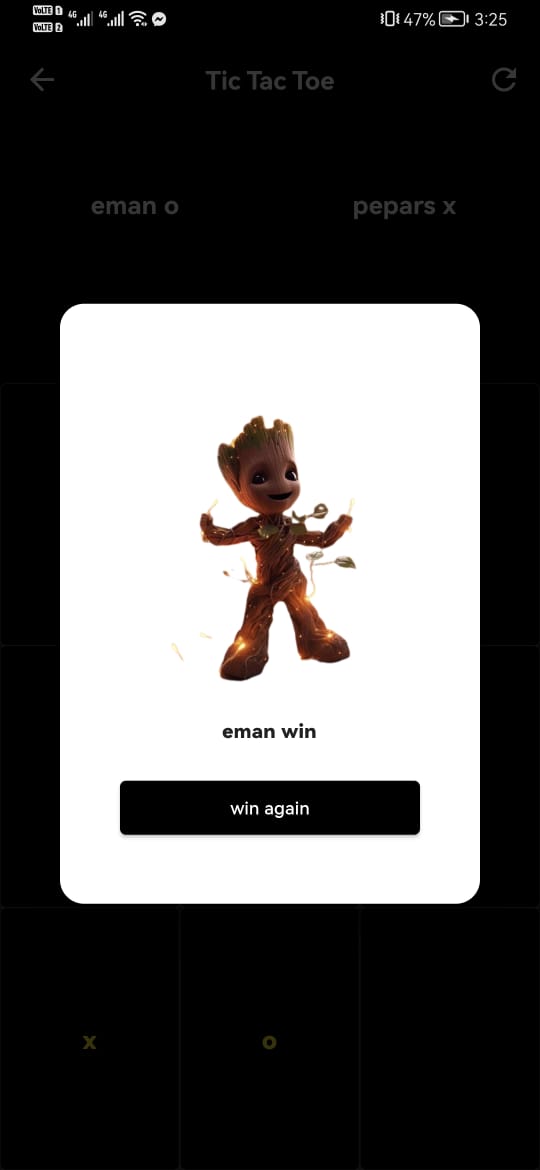 VoLTE 1
VoLTE 2
4G
4G
47%
3:25
Tic Tac Toe
eman o
pepars x
eman win
win again
x
o